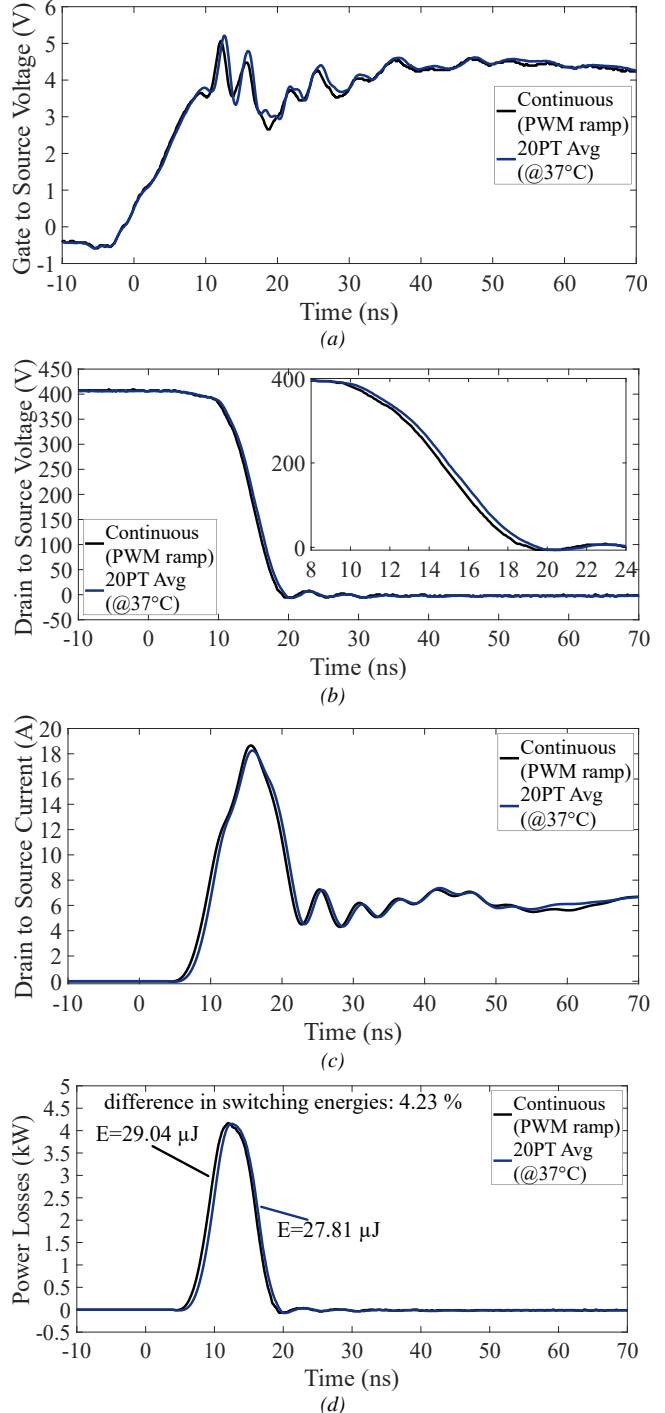 6
5
4
3
2
1
0
-1
Gate to Source Voltage (V)
Continuous
(PWM ramp)
20PT Avg
(@37°C)
-10 0 10 20 30 40 50 60 70
Time (ns)
(a)
450
400
350
300
250
200
150
100
50
0
-50
Drain to Source Voltage (V)
400
200
0
8 10 12 14 16 18 20 22 24
Continuous
(PWM ramp)
20PT Avg
(@37°C)
-10 0 10 20 30 40 50 60 70
Time (ns)
(b)
20
18
16
14
12
10
8
6
4
2
0
Drain to Source Current (A)
Continuous
(PWM ramp)
20PT Avg
(@37°C)
-10 0 10 20 30 40 50 60 70
Time (ns)
(c)
5
4.5
4
3.5
3
2.5
2
1.5
1
0.5
0
-0.5
Power Losses (kW)
difference in switching energies: 4.23 %
E=29.04 µJ
E=27.81 µJ
Continuous
(PWM ramp)
20PT Avg
(@37°C)
-10 0 10 20 30 40 50 60 70
Time (ns)
(d)